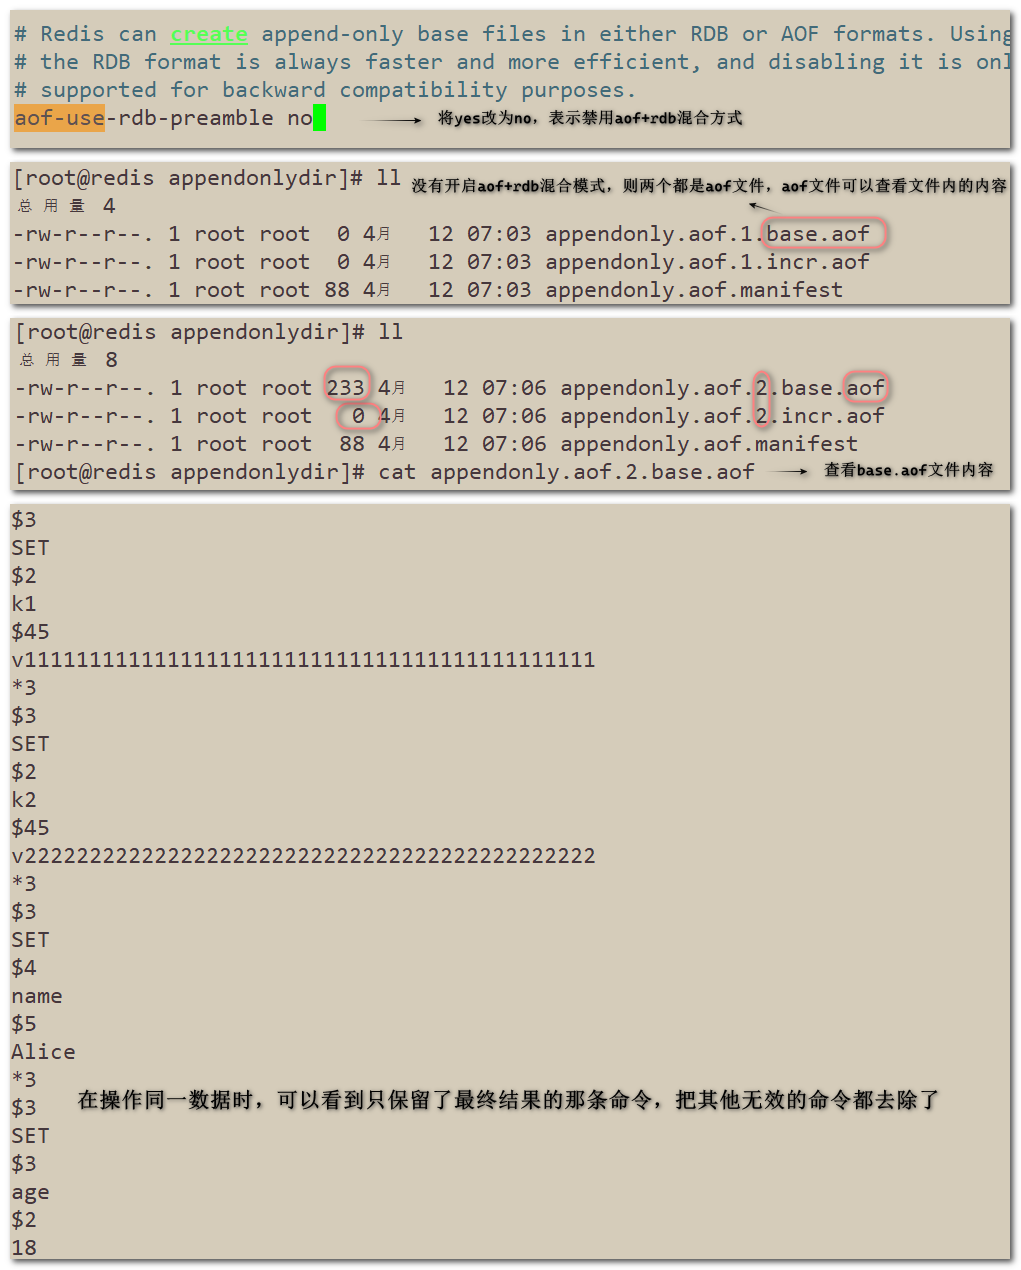 # Redis can create append-only base files in either RDB or AOF formats. Using
# the RDB format is always faster and more efficient, and disabling it is onl
# supported for backward compatibility purposes.
aof-use-rdb-preamble no 将yes改为no，表示禁用aof+rdb混合方式
[root@redis appendonlydir]# ll 没有开启aof+rdb混合模式，则两个都是aof文件，aof文件可以查看文件内的内容
总用量 4
-rw-r--r--. 1 root root  0 4月   12 07:03 appendonly.aof.1.base.aof
-rw-r--r--. 1 root root  0 4月   12 07:03 appendonly.aof.1.incr.aof
-rw-r--r--. 1 root root 88 4月   12 07:03 appendonly.aof.manifest
[root@redis appendonlydir]# ll
总用量 8
-rw-r--r--. 1 root root 233 4月   12 07:06 appendonly.aof.2.base.aof
-rw-r--r--. 1 root root   0 4月   12 07:06 appendonly.aof.2.incr.aof
-rw-r--r--. 1 root root  88 4月   12 07:06 appendonly.aof.manifest
[root@redis appendonlydir]# cat appendonly.aof.2.base.aof 查看base.aof文件内容
$3
SET
$2
k1
$45
v11111111111111111111111111111111111111111111
*3
$3
SET
$2
k2
$45
v22222222222222222222222222222222222222222222
*3
$3
SET
$4
name
$5
Alice
*3
在操作同一数据时，可以看到只保留了最终结果的那条命令，把其他无效的命令都去除了
$3
SET
$3
age
$2
18